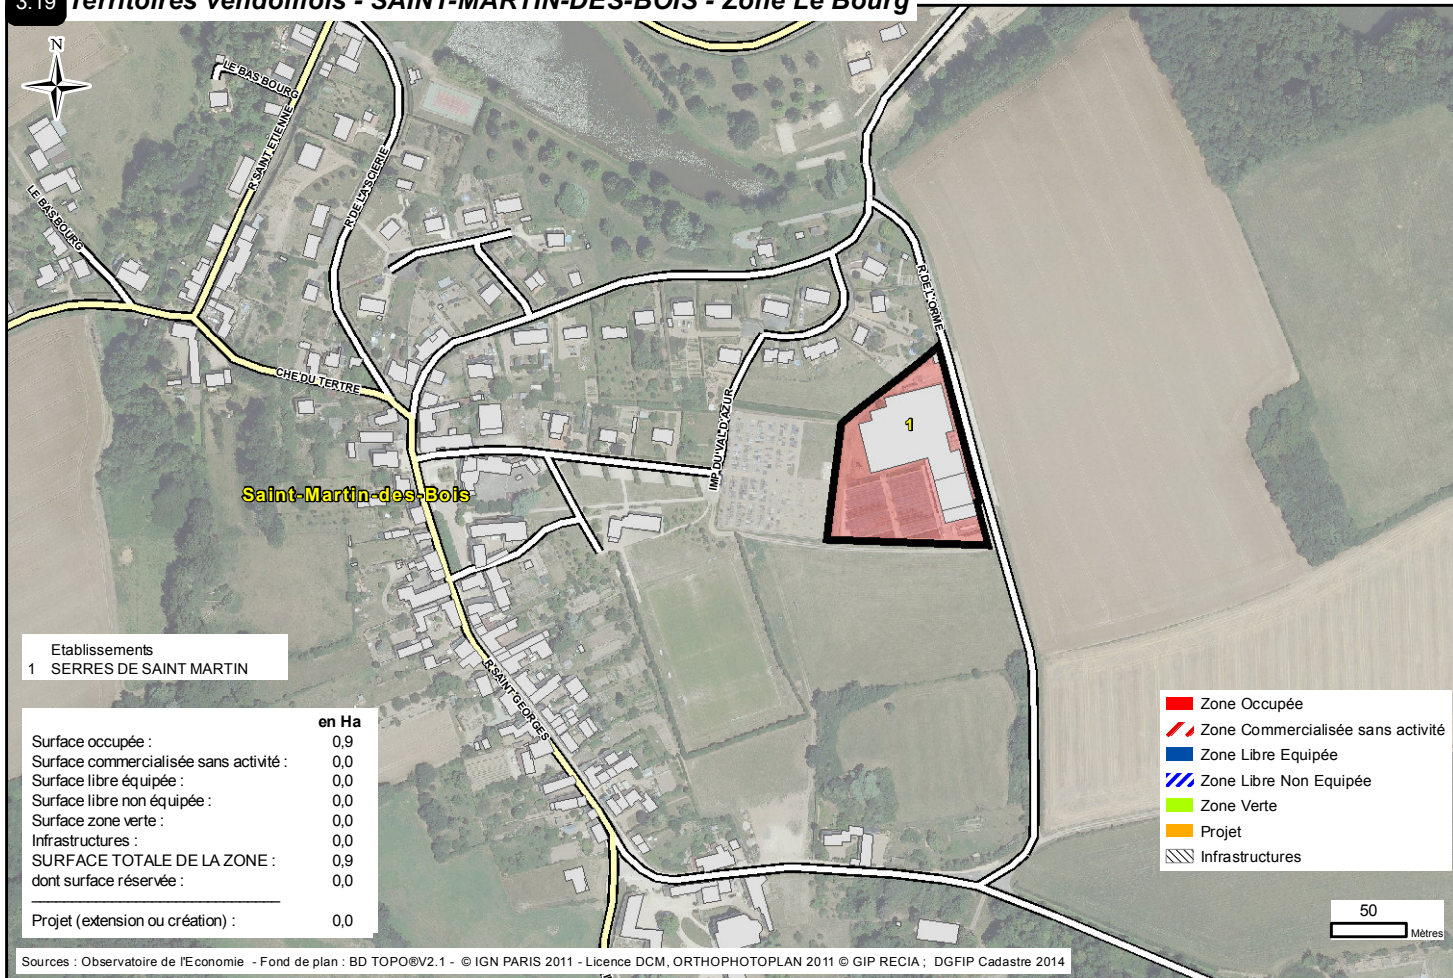 3.19 Territoires Vendômois - SAINT-MARTIN-DES-BOIS - Zone Le Bourg
N
LE BAS BOURG
R SAINT ETIENNE
R DE LA SCIERIE
LE BAS BOURG
R DE L'ORME
CHE DU TERTRE
IMP DU VAL D'AZUR
1
Saint-Martin-des-Bois
R SAINT GEORGES
Etablissements
1 SERRES DE SAINT MARTIN
en Ha
Surface occupée : 0,9
Surface commercialisée sans activité : 0,0
Surface libre équipée : 0,0
Surface libre non équipée : 0,0
Surface zone verte : 0,0
Infrastructures : 0,0
SURFACE TOTALE DE LA ZONE : 0,9
dont surface réservée : 0,0
Projet (extension ou création) : 0,0
Zone Occupée
Zone Commercialisée sans activité
Zone Libre Equipée
Zone Libre Non Equipée
Zone Verte
Projet
Infrastructures
50
Mètres
Sources : Observatoire de l'Economie - Fond de plan : BD TOPO®V2.1 - © IGN PARIS 2011 - Licence DCM, ORTHOPHOTOPLAN 2011 © GIP RECIA ; DGFIP Cadastre 2014